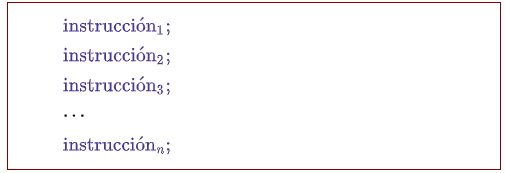 instrucción₁;
instrucción₂;
instrucción₃;
...
instrucciónₙ;